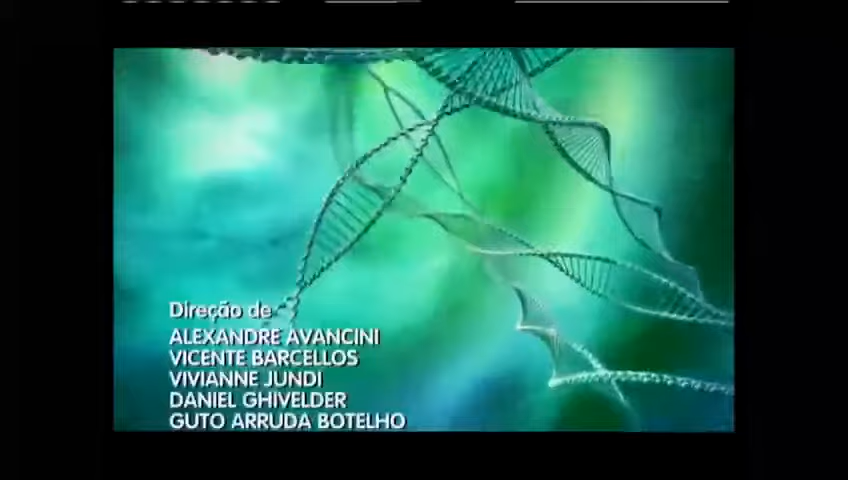 Direção de
ALEXANDRE AVANCINI
VICENTE BARCELLOS
VIVIANNE JUNDI
DANIEL GHIVELDER
GUTO ARRUDA BOTELHO